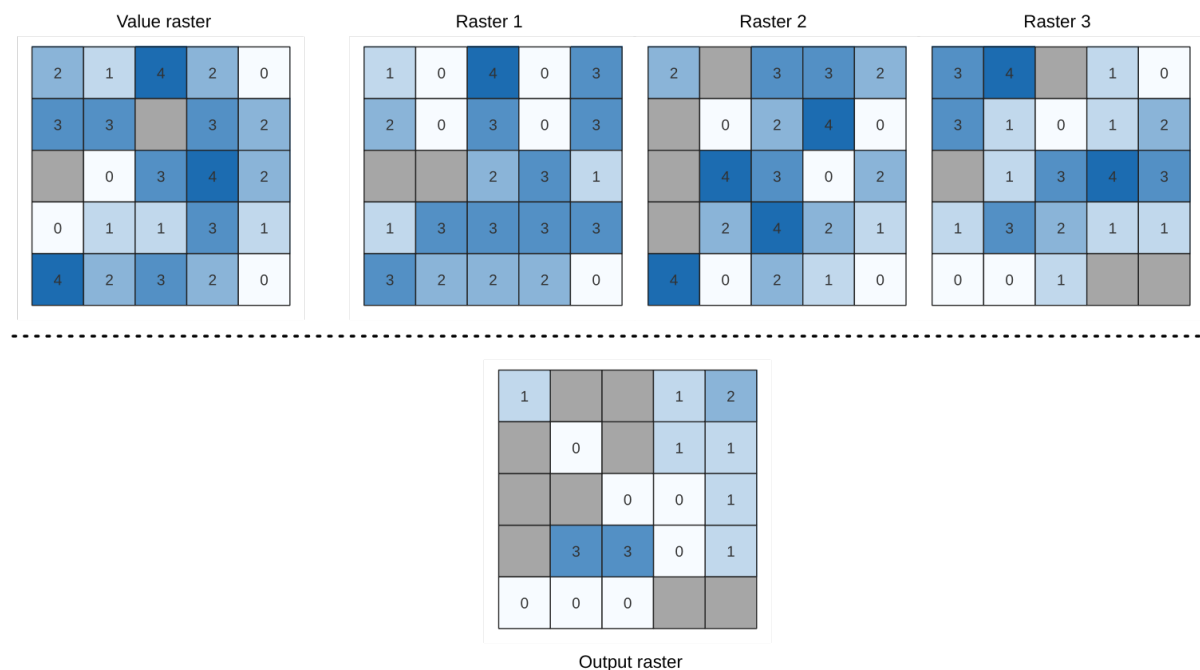 Value raster Raster 1 Raster 2 Raster 3
2 1 4 2 0 1 0 4 0 3 2 3 3 2 3 4 1 0
3 3 3 2 2 0 3 0 3 0 2 4 0 3 1 0 1 2
0 3 4 2 2 3 1 4 3 0 2 1 3 4 3
0 1 1 3 1 1 3 3 3 3 2 4 2 1 1 3 2 1 1
4 2 3 2 0 3 2 2 2 0 4 0 2 1 0 0 0 1
1 1 2
0 1 1
0 0 1
3 3 0 1
0 0 0
Output raster